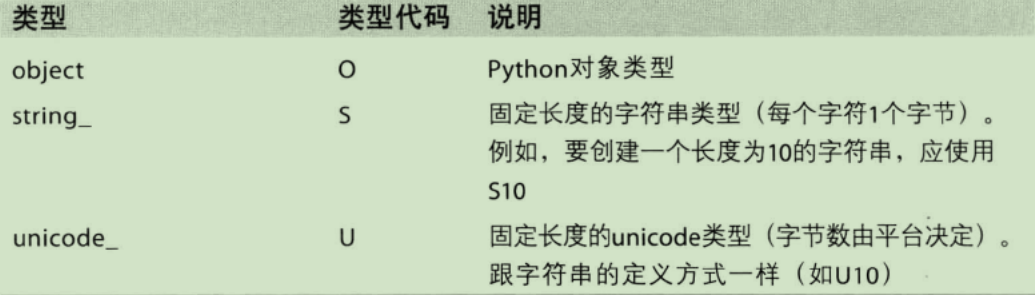 类型 类型代码 说明
object O Python对象类型
string_ S 固定长度的字符串类型（每个字符1个字节）。
例如，要创建一个长度为10的字符串，应使用
S10
unicode_ U 固定长度的unicode类型（字节数由平台决定）。
跟字符串的定义方式一样（如U10）